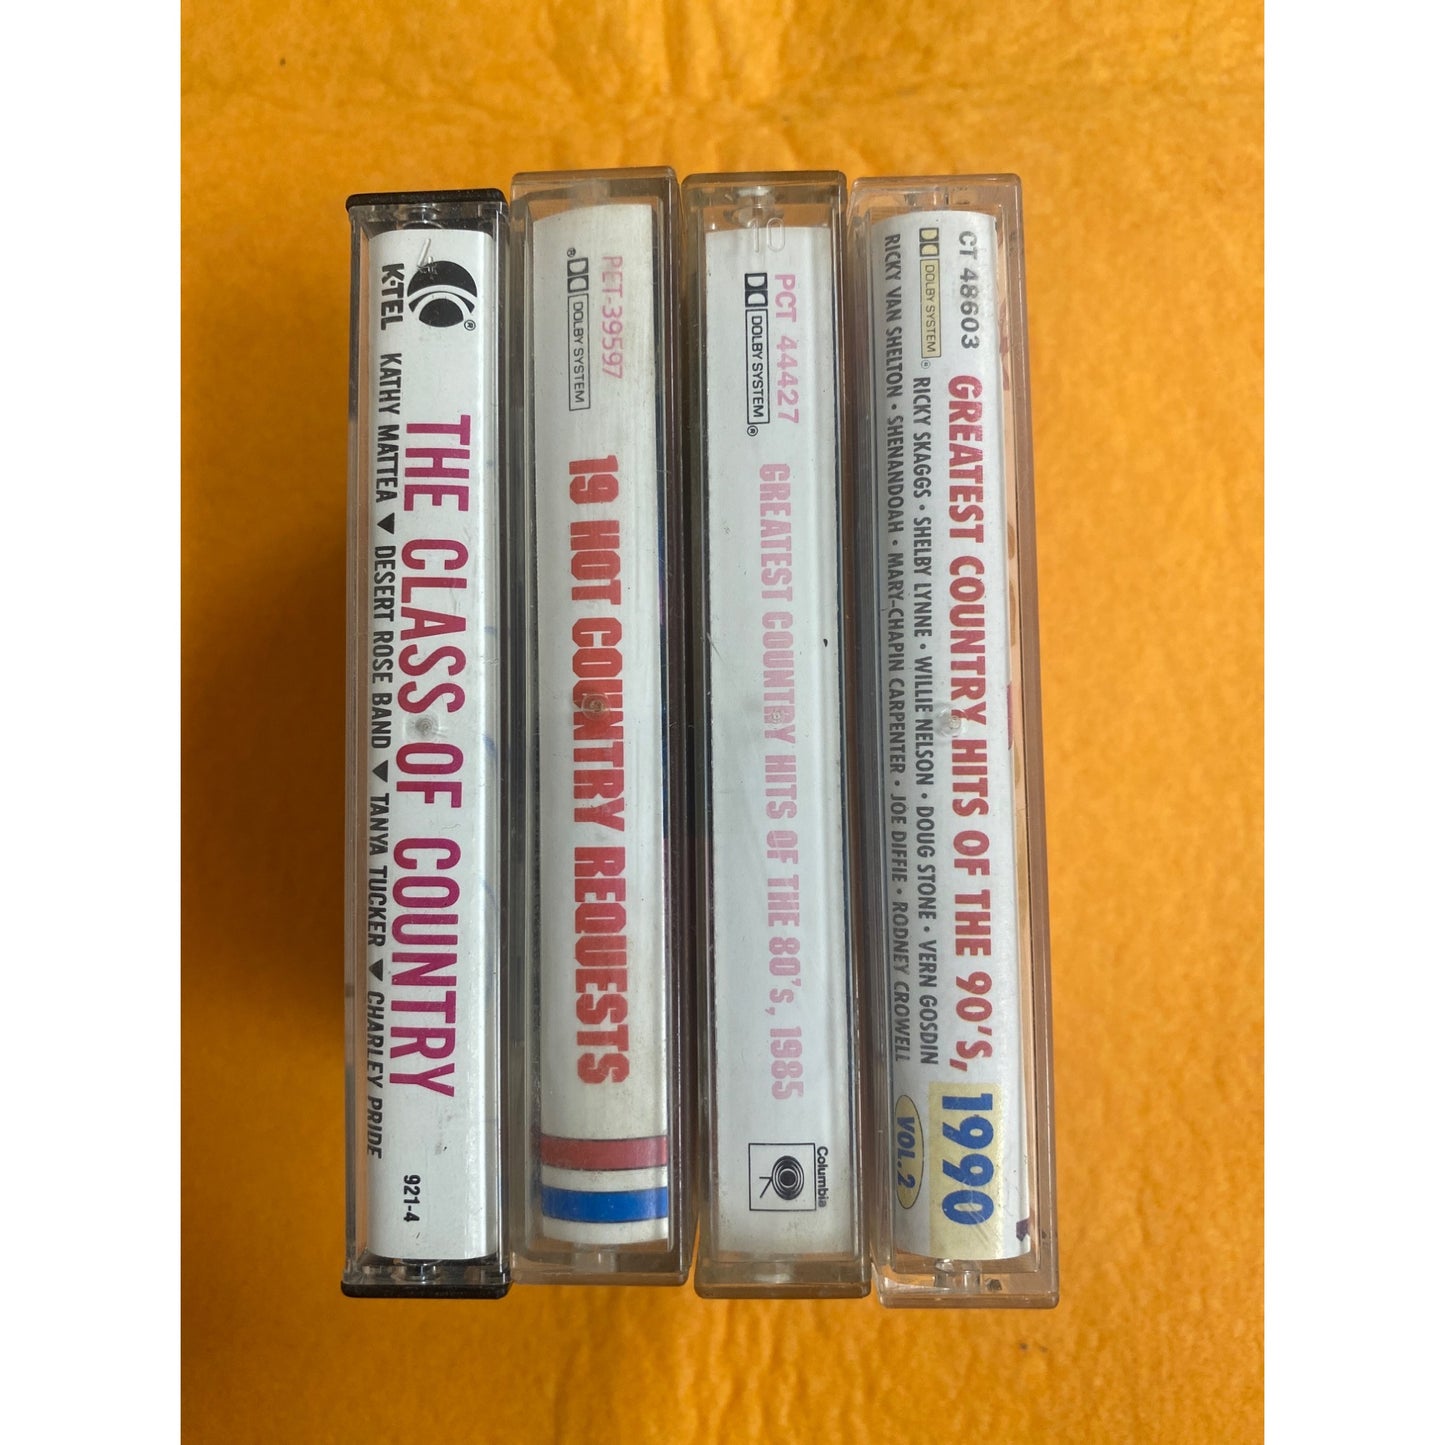 K-TEL
®
THE CLASS OF COUNTRY
KATHY MATTEA ▼ DESERT ROSE BAND ▼ TANYA TUCKER ▼ CHARLEY PRIDE
921-4
PET-39597
® DOLBY SYSTEM
19 HOT COUNTRY REQUESTS
10
PCT 44427
DOLBY SYSTEM ®
GREATEST COUNTRY HITS OF THE 80's, 1985
Columbia
CT 48603
DOLBY SYSTEM ®
GREATEST COUNTRY HITS OF THE 90'S,
1990
RICKY SKAGGS • SHELBY LYNNE • WILLIE NELSON • DOUG STONE • VERN GOSDIN
RICKY VAN SHELTON • SHENANDOAH • MARY-CHAPIN CARPENTER • JOE DIFFIE • RODNEY CROWELL
VOL. 2